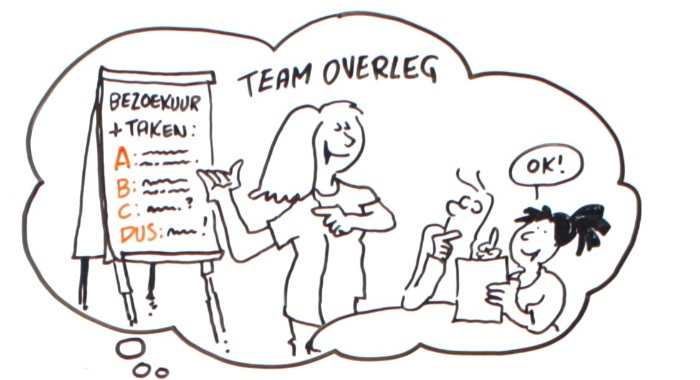 TEAM OVERLEG
BEZOEKUUR
+ TAKEN:
A:
B:
C: ?
DUS: !
OK!